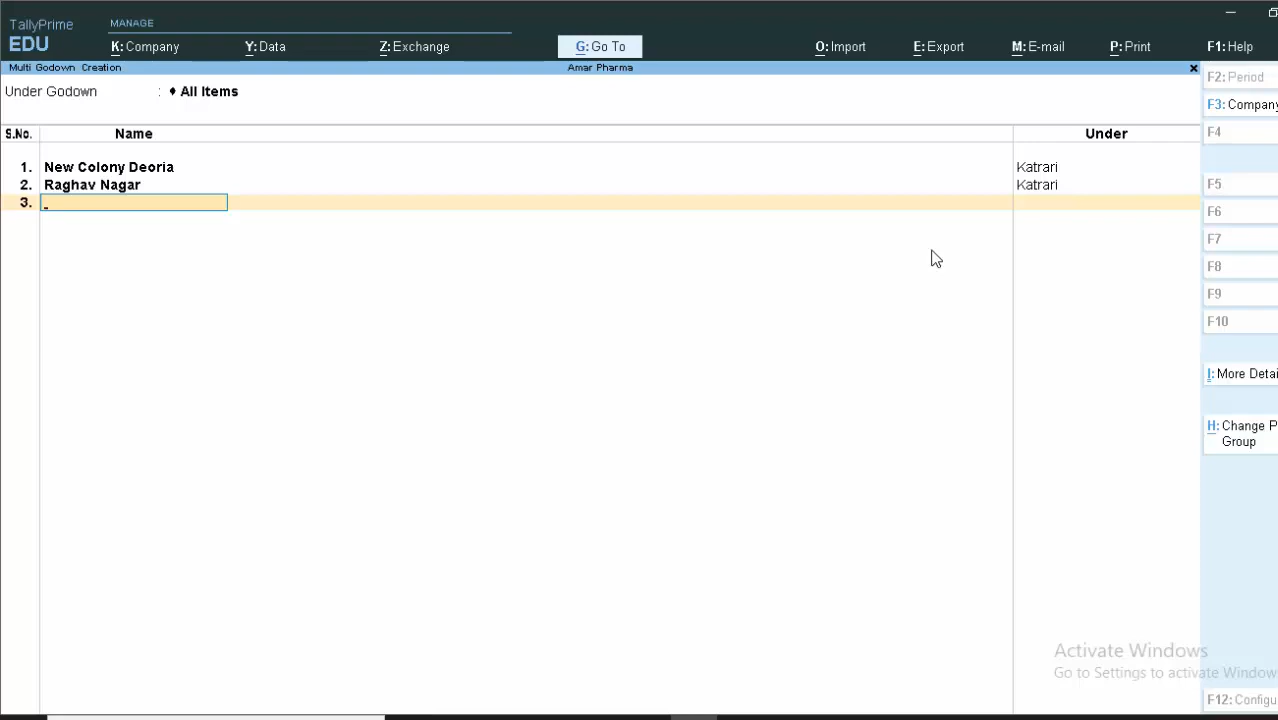 TallyPrime
EDU
MANAGE
K: Company Y: Data Z: Exchange G: Go To O: Import E: Export M: E-mail P: Print F1: Help
Multi Godown Creation Amar Pharma x
Under Godown : ♦ All Items
S.No. Name Under
1. New Colony Deoria Katrari
2. Raghav Nagar Katrari
3.
F2: Period
F3: Company
F4
F5
F6
F7
F8
F9
F10
I: More Detai
H: Change P
Group
F12: Configu
Activate Windows
Go to Settings to activate Window